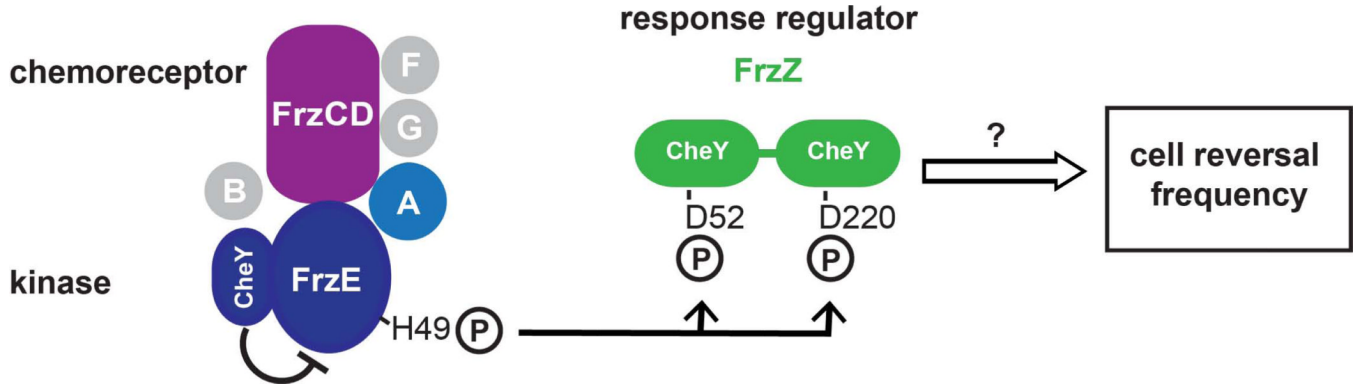 chemoreceptor
FrzCD
F
G
B
A
kinase
CheY
FrzE
H49 P
response regulator
FrzZ
CheY
CheY
D52
P
D220
P
?
cell reversal
frequency